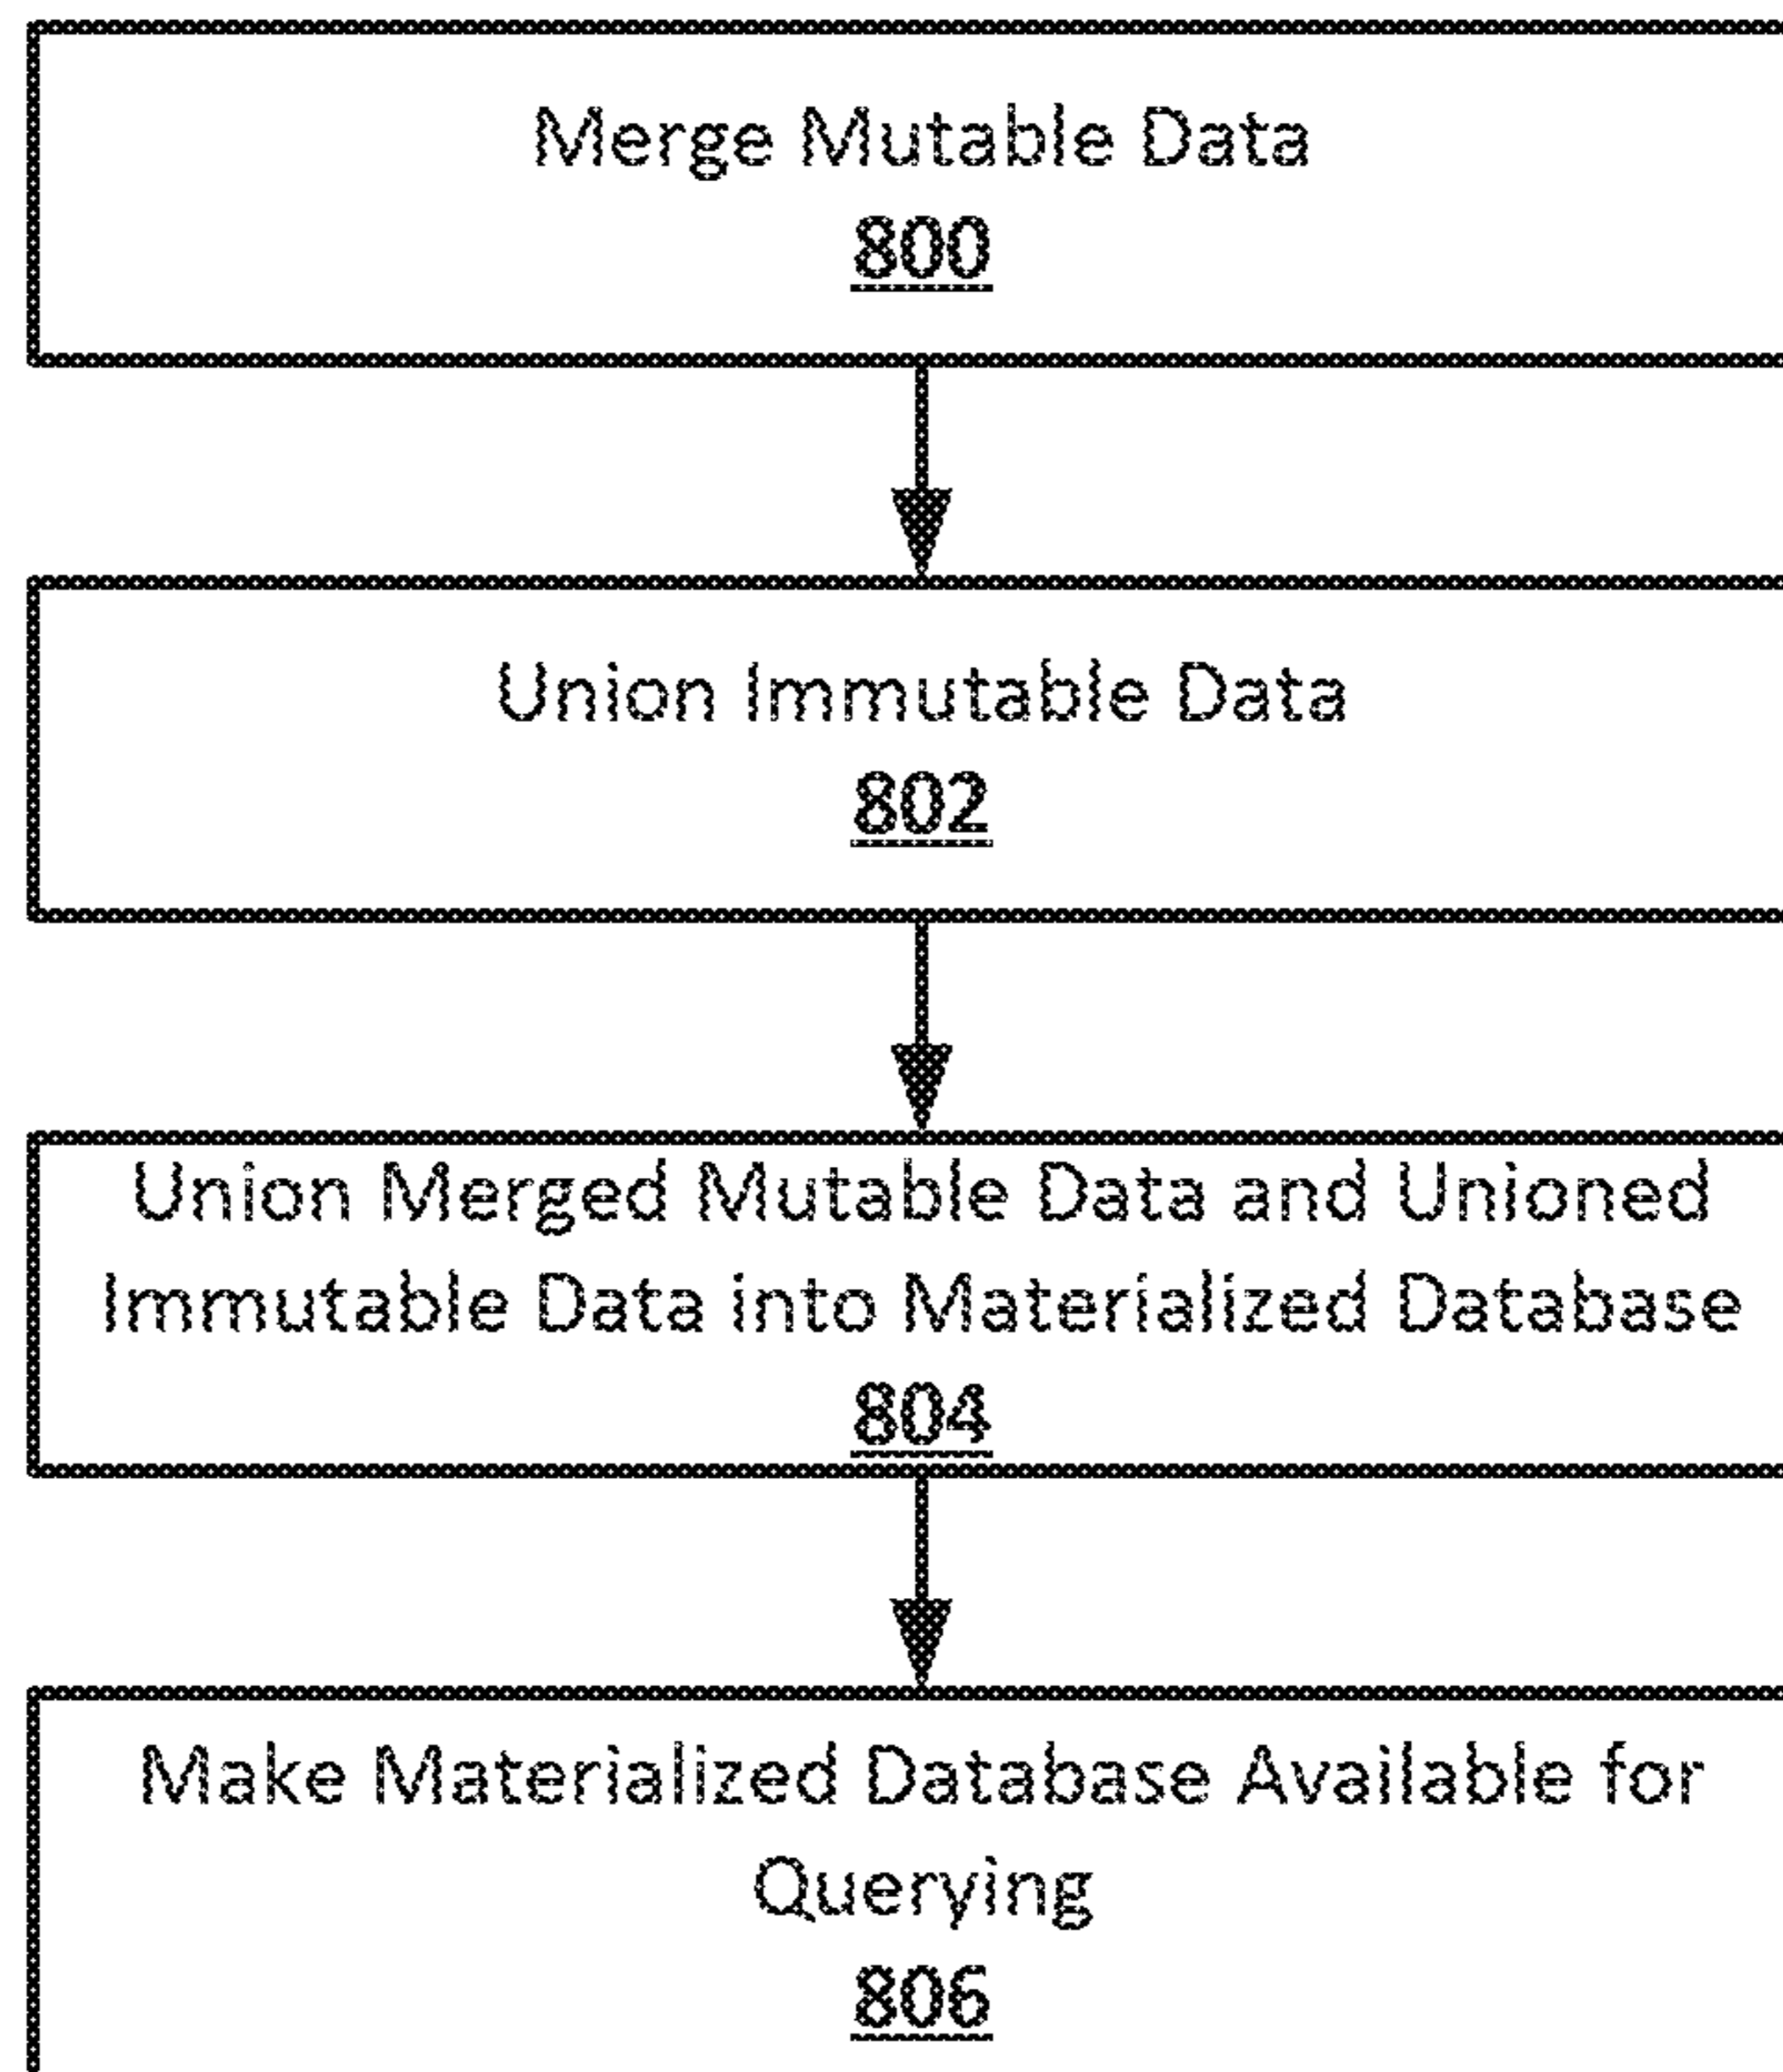 Merge Mutable Data
800
Union Immutable Data
802
Union Merged Mutable Data and Unioned
Immutable Data into Materialized Database
804
Make Materialized Database Available for
Querying
806